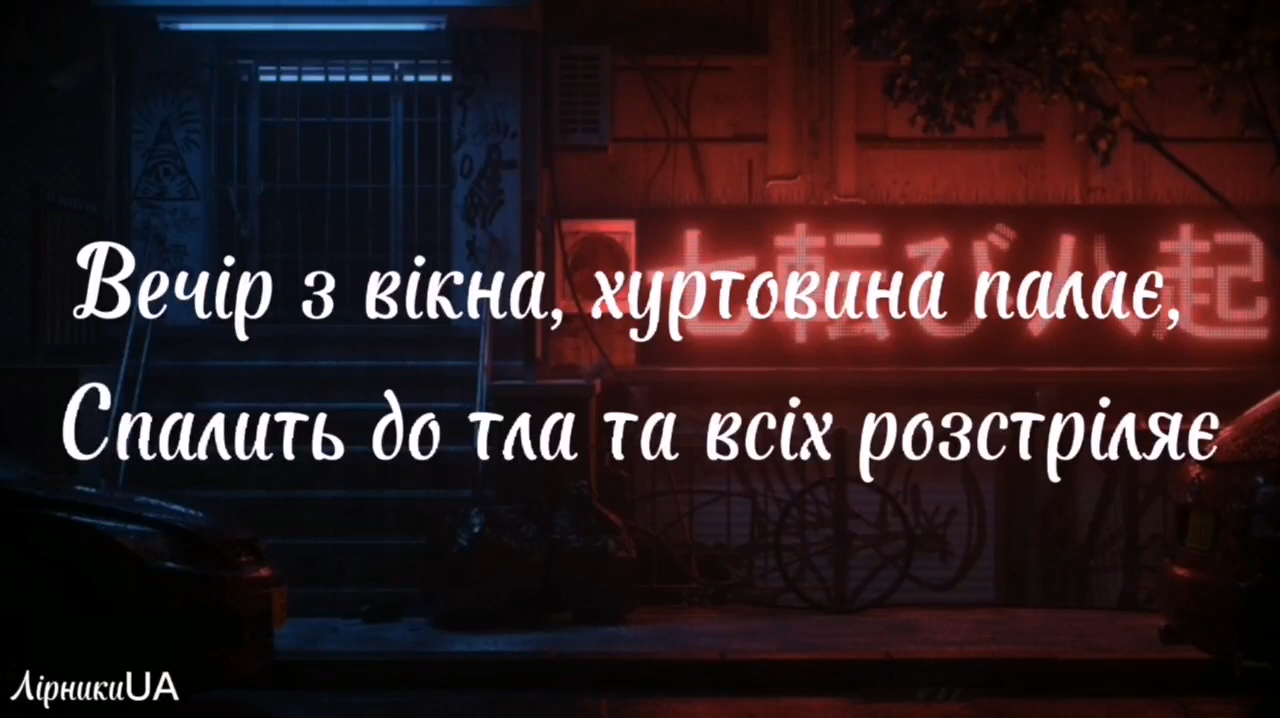 七転び八起
Вечір з вікна, хуртовина палає,
Спалить до тла та всіх розстріляє
ЛірникиUA